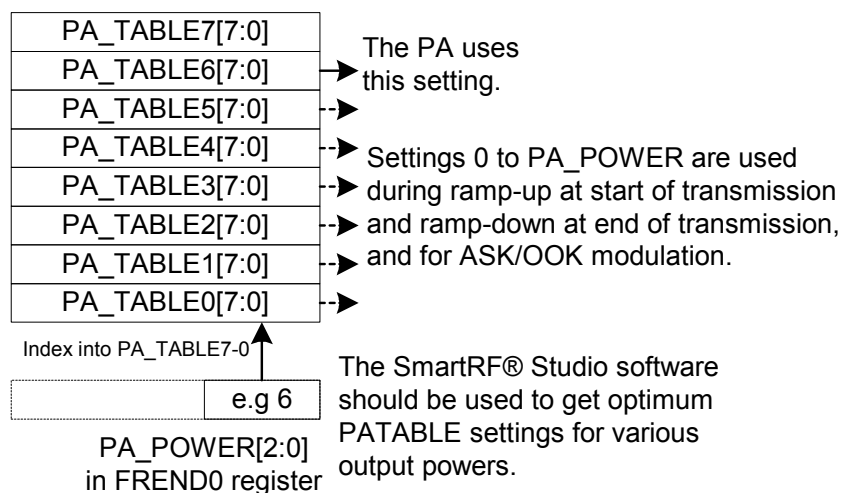 PA_TABLE7[7:0]
PA_TABLE6[7:0]
PA_TABLE5[7:0]
PA_TABLE4[7:0]
PA_TABLE3[7:0]
PA_TABLE2[7:0]
PA_TABLE1[7:0]
PA_TABLE0[7:0]
The PA uses
this setting.
Settings 0 to PA_POWER are used
during ramp-up at start of transmission
and ramp-down at end of transmission,
and for ASK/OOK modulation.
Index into PA_TABLE7-0
e.g 6
PA_POWER[2:0]
in FREND0 register
The SmartRF® Studio software
should be used to get optimum
PATABLE settings for various
output powers.